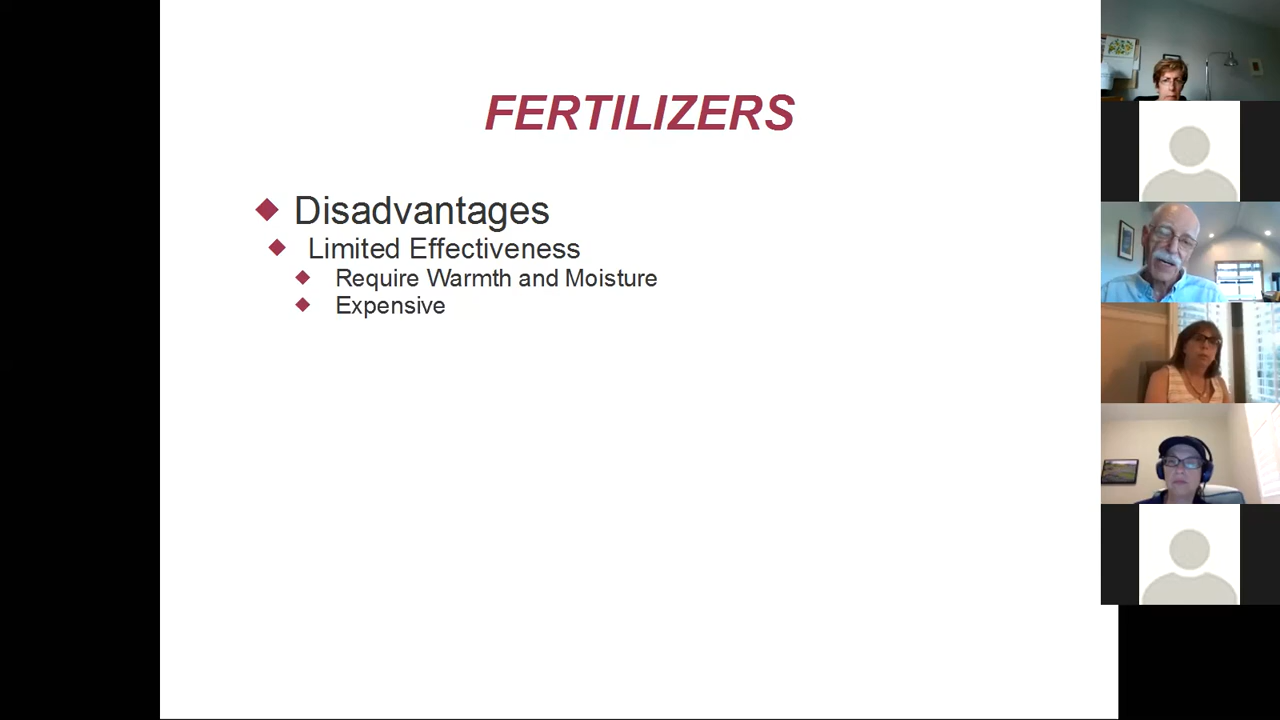 FERTILIZERS
Disadvantages
Limited Effectiveness
Require Warmth and Moisture
Expensive